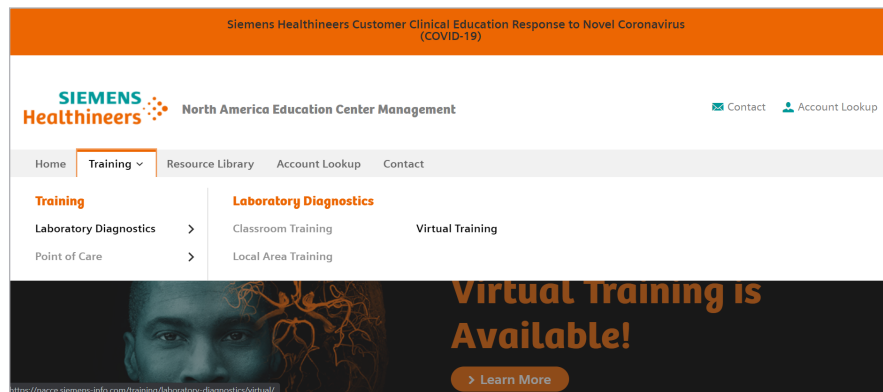 Siemens Healthineers Customer Clinical Education Response to Novel Coronavirus
(COVID-19)
SIEMENS
Healthineers
North America Education Center Management
Contact
Account Lookup
Home
Training
Resource Library
Account Lookup
Contact
Training
Laboratory Diagnostics
Laboratory Diagnostics
Classroom Training
Virtual Training
Point of Care
Local Area Training
Virtual Training is
Available!
Learn More
https://nacce.siemens-info.com/training/laboratory-diagnostics/virtual/